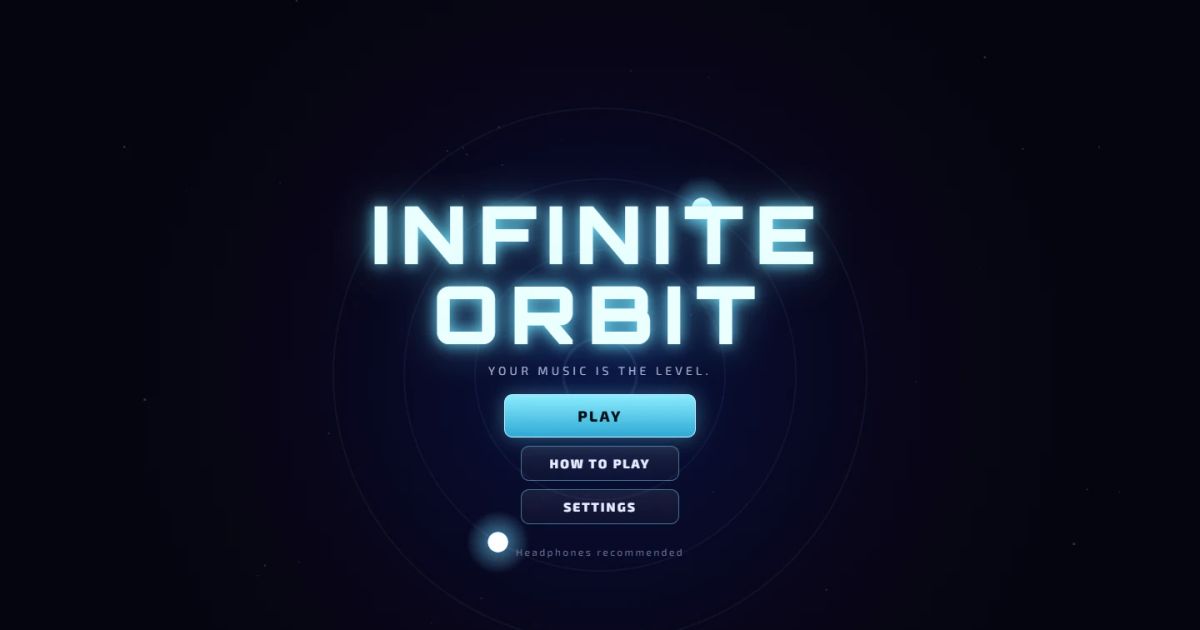 INFINITE
ORBIT
YOUR MUSIC IS THE LEVEL.
PLAY
HOW TO PLAY
SETTINGS
Headphones recommended